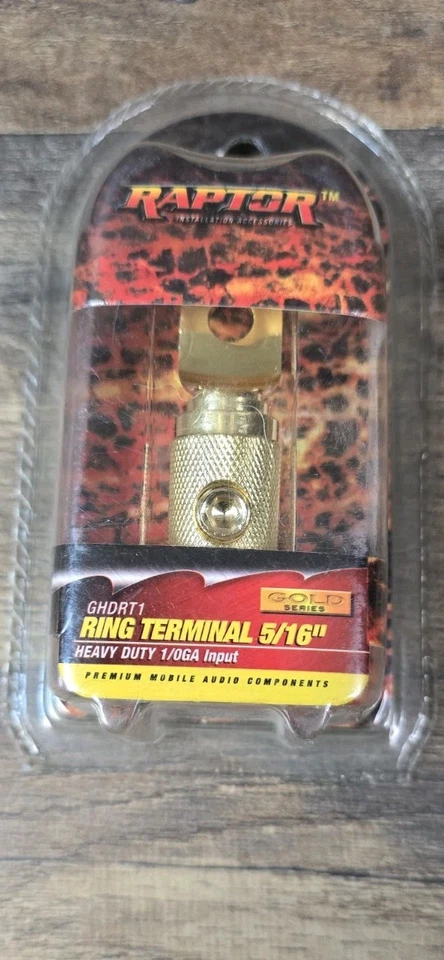 RAPTOR™
INSTALLATION ACCESSORIES
GHDRT1
GOLD
SERIES
RING TERMINAL 5/16"
HEAVY DUTY 1/0GA Input
PREMIUM MOBILE AUDIO COMPONENTS